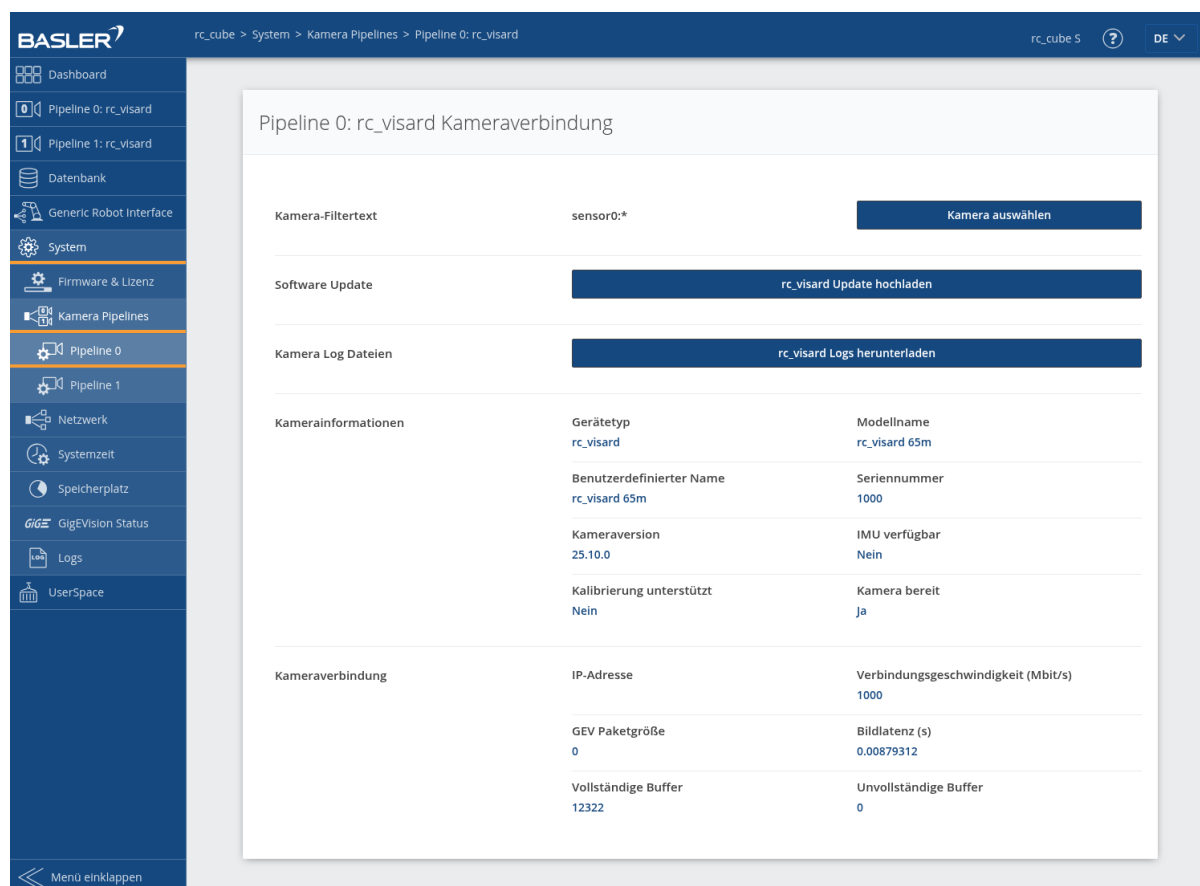 BASLER
rc_cube > System > Kamera Pipelines > Pipeline 0: rc_visard
rc_cube S
?
DE
Dashboard
0 Pipeline 0: rc_visard
1 Pipeline 1: rc_visard
Datenbank
Generic Robot Interface
System
Firmware & Lizenz
0 1 Kamera Pipelines
Pipeline 0
Pipeline 1
Netzwerk
Systemzeit
Speicherplatz
GIGE GigEVision Status
LOG Logs
UserSpace
Menü einklappen
Pipeline 0: rc_visard Kameraverbindung
Kamera-Filtertext
sensor0:*
Kamera auswählen
Software Update
rc_visard Update hochladen
Kamera Log Dateien
rc_visard Logs herunterladen
Kamerainformationen
Gerätetyp
rc_visard
Modellname
rc_visard 65m
Benutzerdefinierter Name
rc_visard 65m
Seriennummer
1000
Kameraversion
25.10.0
IMU verfügbar
Nein
Kalibrierung unterstützt
Nein
Kamera bereit
Ja
Kameraverbindung
IP-Adresse
Verbindungsgeschwindigkeit (Mbit/s)
1000
GEV Paketgröße
0
Bildlatenz (s)
0.00879312
Vollständige Buffer
12322
Unvollständige Buffer
0